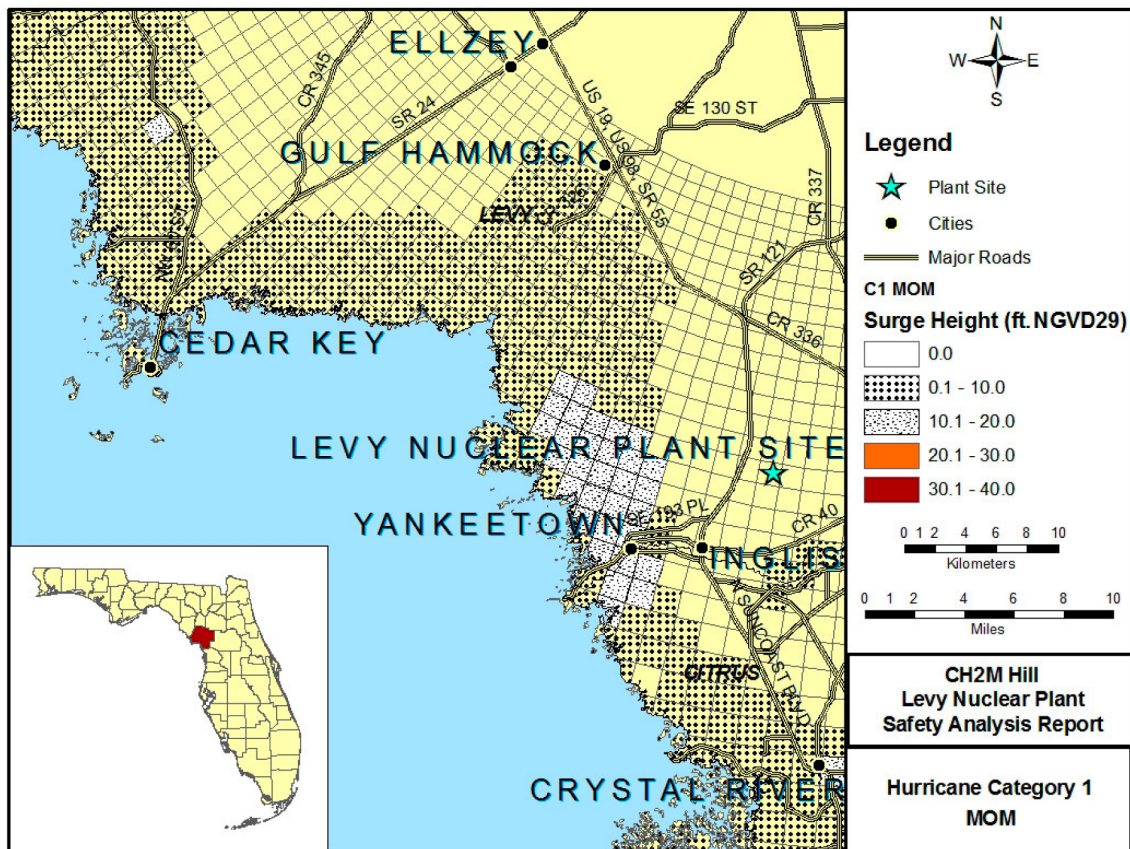 ELLZEY
CR 345
SR 24
US 19, US 98, SR 55
SE 130 ST
GULF HAMMOCK
LEVY
CR 337
SR 121
CR 336
CEDAR KEY
LEVY NUCLEAR PLANT SITE
SE 193 PL
CR 40
YANKEETOWN
INGLIS
N SUNCOAST BLVD
CITRUS
CRYSTAL RIVER
N
W E
S
Legend
Plant Site
Cities
Major Roads
C1 MOM
Surge Height (ft. NGVD29)
0.0
0.1 - 10.0
10.1 - 20.0
20.1 - 30.0
30.1 - 40.0
0 1 2 4 6 8 10
Kilometers
0 1 2 4 6 8 10
Miles
CH2M Hill
Levy Nuclear Plant
Safety Analysis Report
Hurricane Category 1
MOM